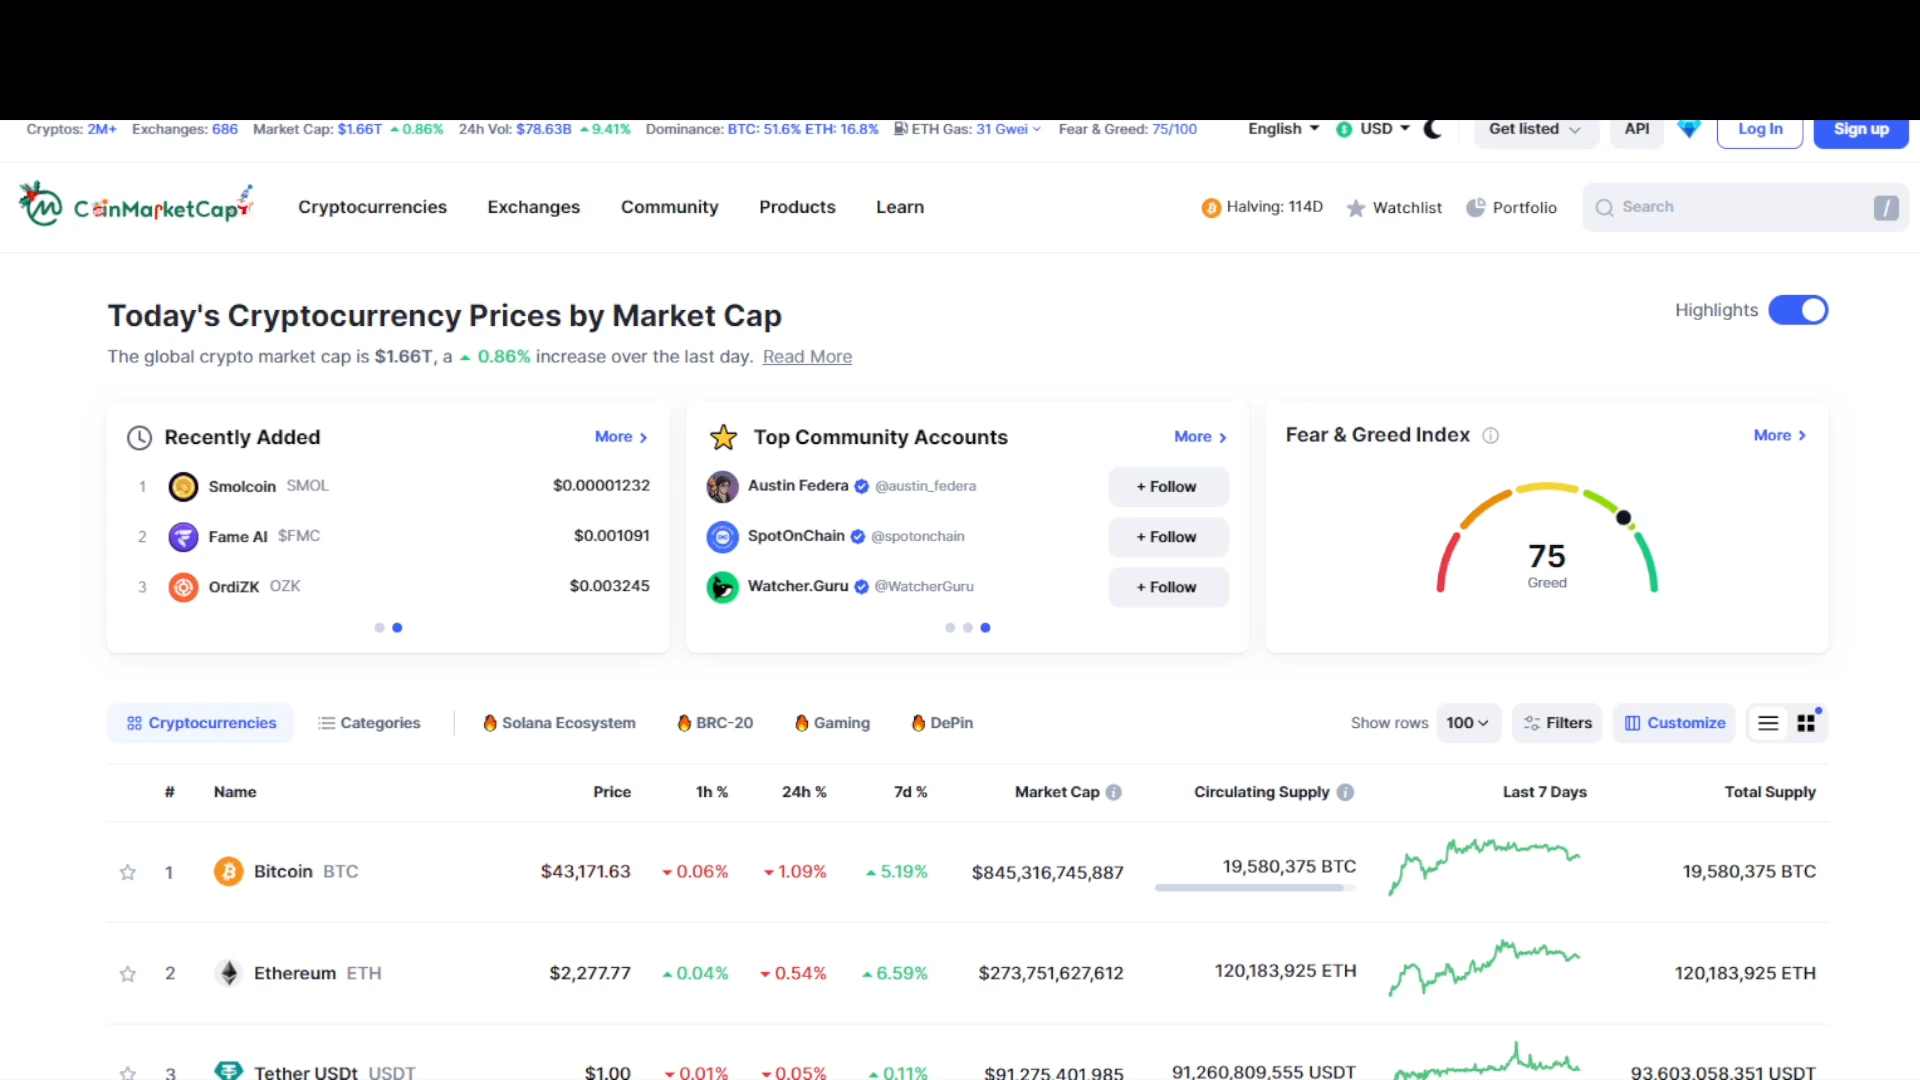 Cryptos: 2M+ Exchanges: 686 Market Cap: $1.66T 0.86% 24h Vol: $78.63B 9.41% Dominance: BTC: 51.6% ETH: 16.8% ETH Gas: 31 Gwei Fear & Greed: 75/100 English USD Get listed API Log In Sign up
CoinMarketCap Cryptocurrencies Exchanges Community Products Learn Halving: 114D Watchlist Portfolio Search /
Today's Cryptocurrency Prices by Market Cap Highlights
The global crypto market cap is $1.66T, a 0.86% increase over the last day. Read More
Recently Added More
1 Smolcoin SMOL $0.00001232
2 Fame AI $FMC $0.001091
3 OrdiZK OZK $0.003245
Top Community Accounts More
Austin Federa @austin_federa + Follow
SpotOnChain @spotonchain + Follow
Watcher.Guru @WatcherGuru + Follow
Fear & Greed Index More
75
Greed
Cryptocurrencies Categories Solana Ecosystem BRC-20 Gaming DePin Show rows 100 Filters Customize
# Name Price 1h % 24h % 7d % Market Cap Circulating Supply Last 7 Days Total Supply
1 Bitcoin BTC $43,171.63 0.06% 1.09% 5.19% $845,316,745,887 19,580,375 BTC 19,580,375 BTC
2 Ethereum ETH $2,277.77 0.04% 0.54% 6.59% $273,751,627,612 120,183,925 ETH 120,183,925 ETH
3 Tether USDt USDT $1.00 0.01% 0.05% 0.11% $91,275,401,985 91,260,809,555 USDT 93,603,058,351 USDT